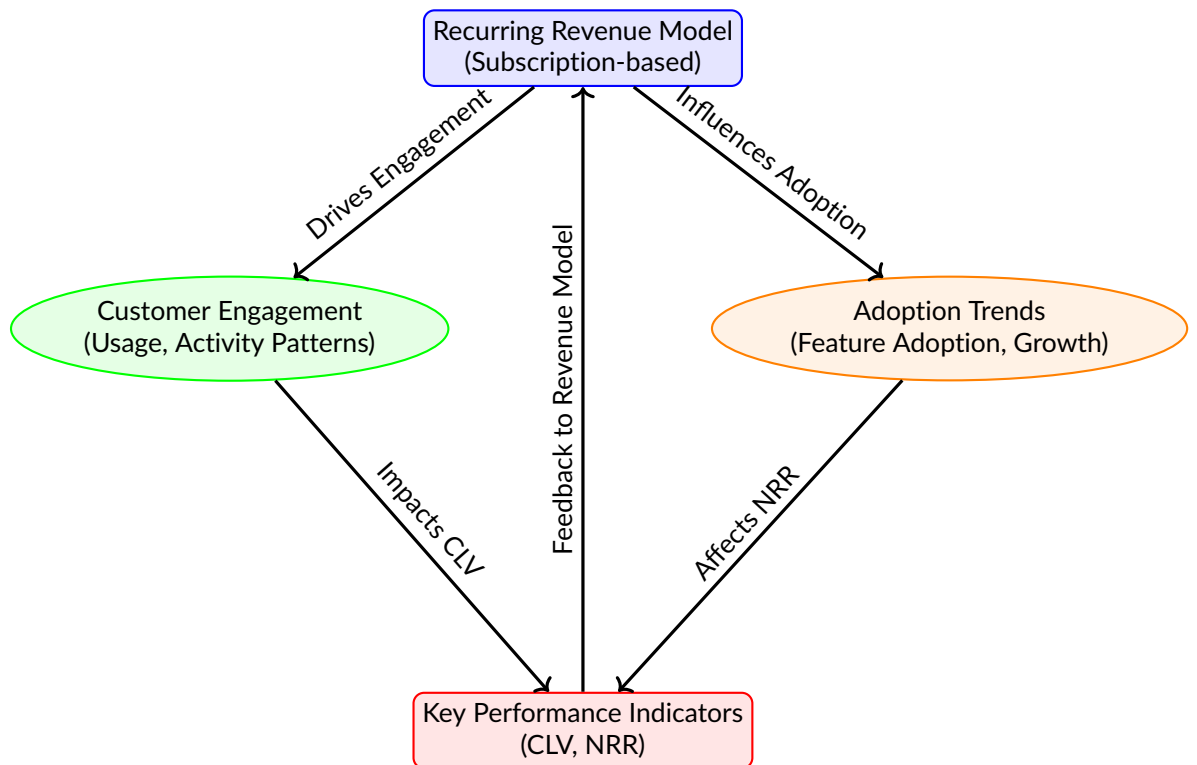 Recurring Revenue Model
(Subscription-based)
Drives Engagement
Influences Adoption
Customer Engagement
(Usage, Activity Patterns)
Feedback to Revenue Model
Adoption Trends
(Feature Adoption, Growth)
Impacts CLV
Affects NRR
Key Performance Indicators
(CLV, NRR)